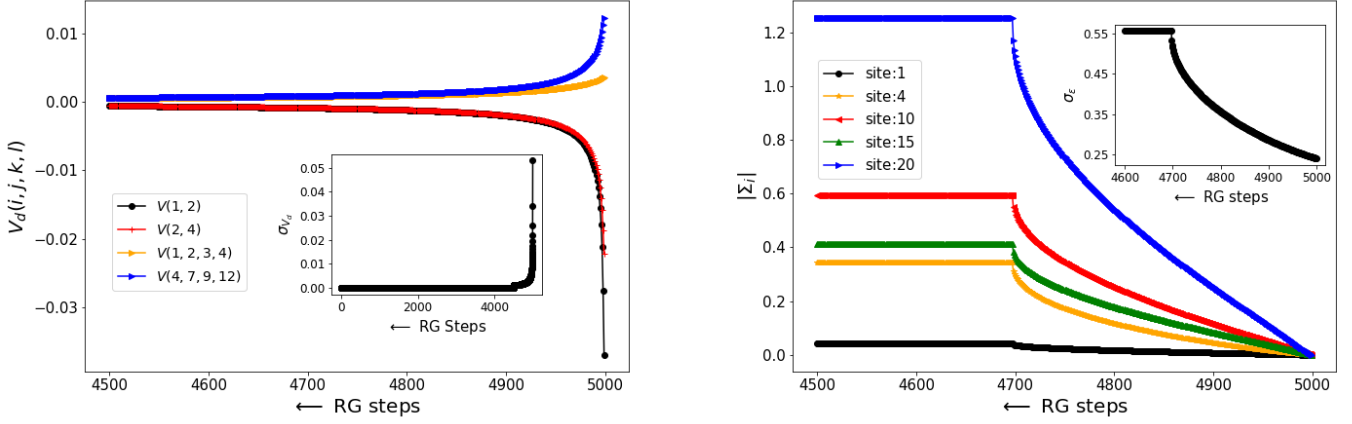 0.01
0.00
−0.01
−0.02
−0.03
V_d(i, j, k, l)
V(1, 2)
V(2, 4)
V(1, 2, 3, 4)
V(4, 7, 9, 12)
0.05
0.04
0.03
0.02
0.01
0.00
σ_{V_d}
2000 4000
⟵ RG Steps
4500 4600 4700 4800 4900 5000
⟵ RG steps
1.2
1.0
0.8
0.6
0.4
0.2
0.0
|Σ_i|
site:1
site:4
site:10
site:15
site:20
0.55
0.45
0.35
0.25
σ_ε
4600 4700 4800 4900 5000
⟵ RG steps
4500 4600 4700 4800 4900 5000
⟵ RG steps